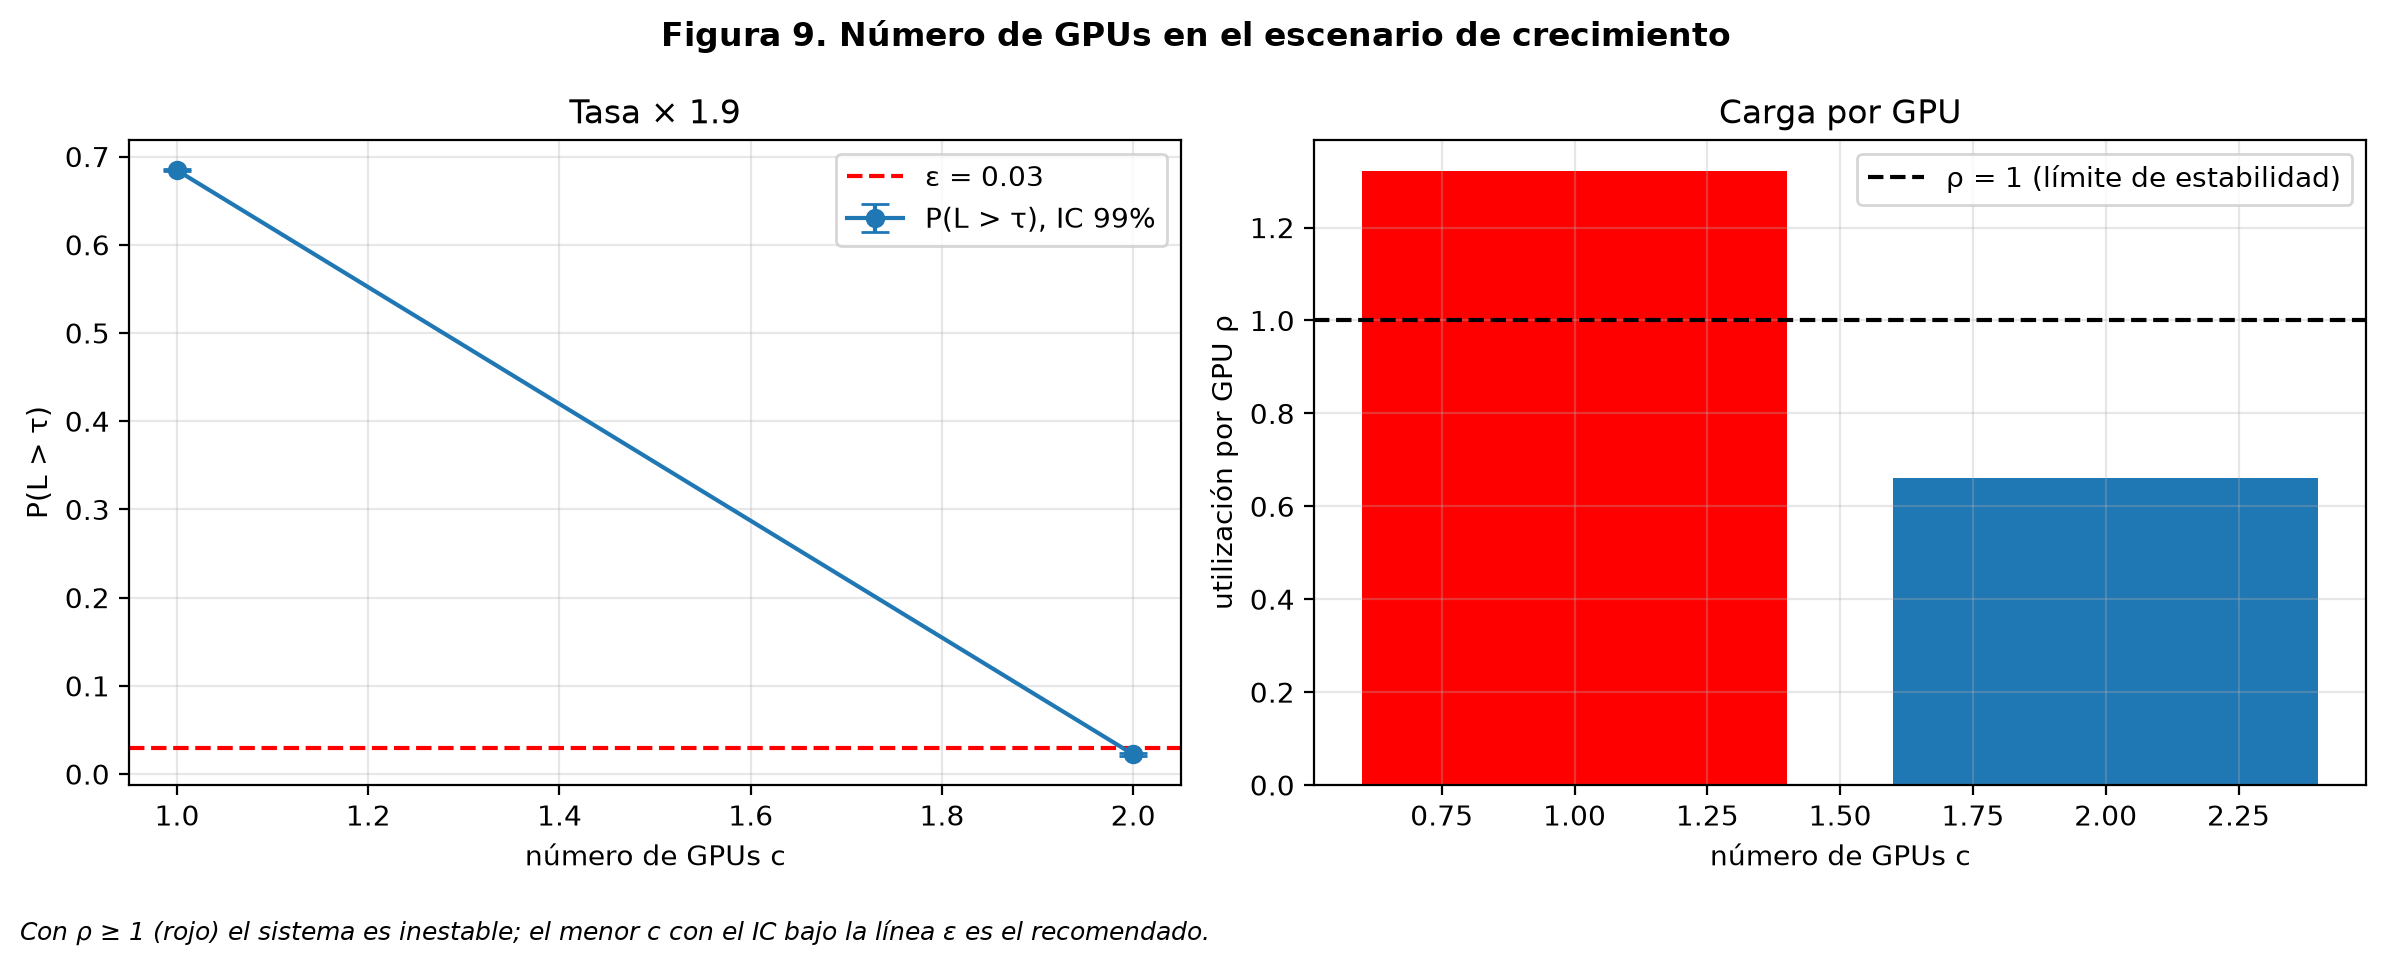 Figura 9. Número de GPUs en el escenario de crecimiento
Tasa × 1.9
P(L > τ)
0.7
0.6
0.5
0.4
0.3
0.2
0.1
0.0
1.0 1.2 1.4 1.6 1.8 2.0
número de GPUs c
ε = 0.03
P(L > τ), IC 99%
Carga por GPU
utilización por GPU ρ
1.2
1.0
0.8
0.6
0.4
0.2
0.0
0.75 1.00 1.25 1.50 1.75 2.00 2.25
número de GPUs c
ρ = 1 (límite de estabilidad)
Con ρ ≥ 1 (rojo) el sistema es inestable; el menor c con el IC bajo la línea ε es el recomendado.